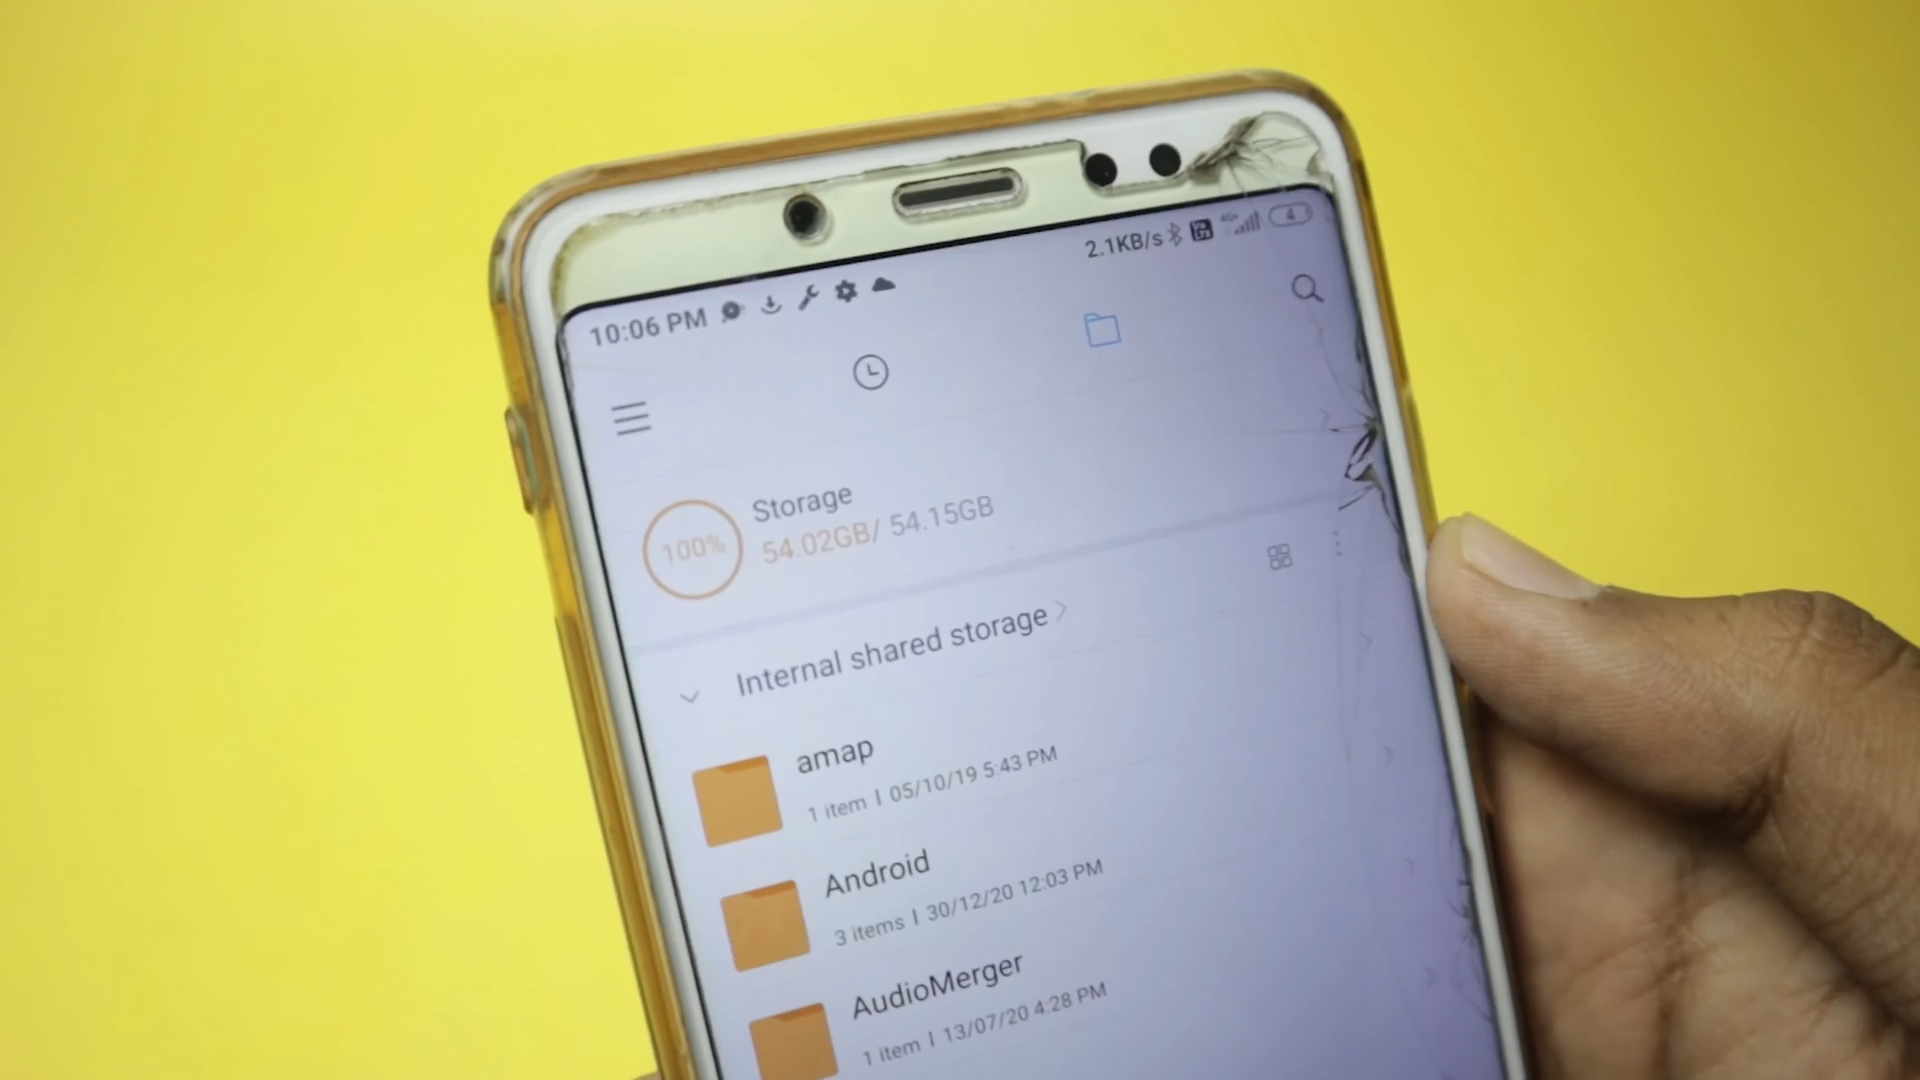 10:06 PM
2.1KB/s
4G+
4
Storage
100%
54.02GB/ 54.15GB
Internal shared storage
amap
1 item | 05/10/19 5:43 PM
Android
3 items | 30/12/20 12:03 PM
AudioMerger
1 item | 13/07/20 4:28 PM